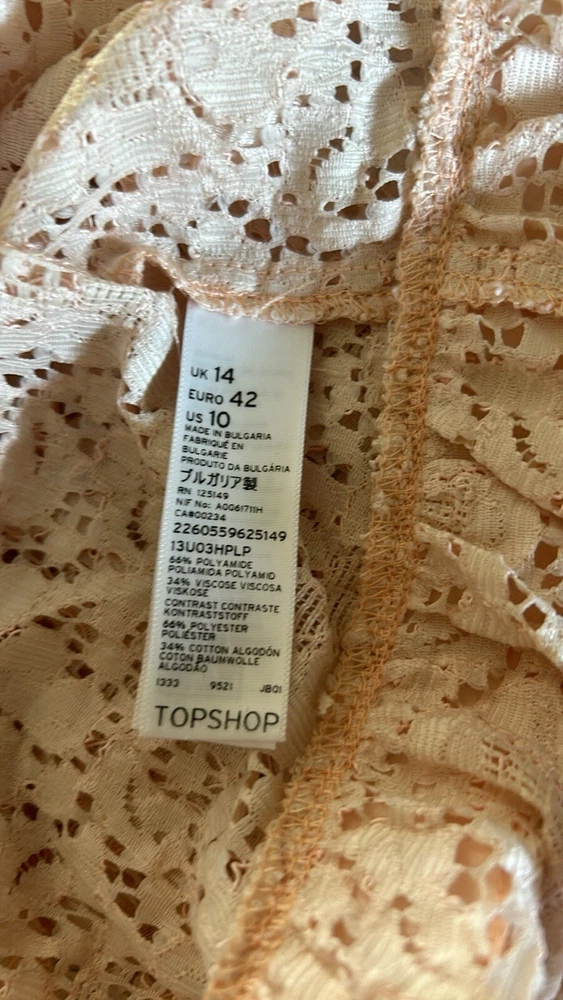 UK 14
EURO 42
US 10
MADE IN BULGARIA
FABRIQUÉ EN
BULGARIE
PRODUTO DA BULGÁRIA
ブルガリア製
RN 125149
NIF No: A0061711H
CA#00234
2260559625149
13U03HPLP
66% POLYAMIDE
POLIAMIDA POLYAMID
34% VISCOSE VISCOSA
VISKOSE
CONTRAST CONTRASTE
KONTRASTSTOFF
66% POLYESTER
POLIÉSTER
34% COTTON ALGODÓN
COTON BAUMWOLLE
ALGODÃO
1333 9521 JB01
TOPSHOP